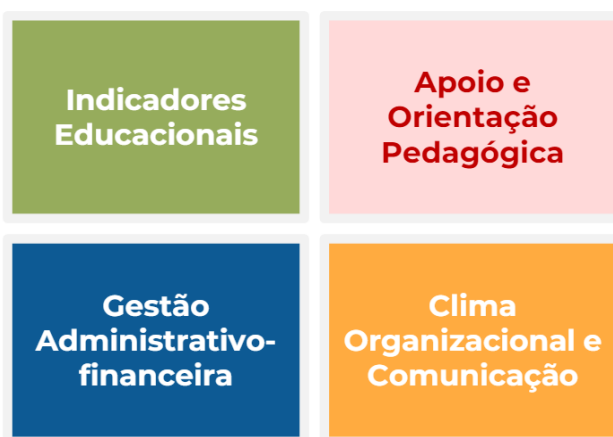 Indicadores
Educacionais
Apoio e
Orientação
Pedagógica
Gestão
Administrativo-
financeira
Clima
Organizacional e
Comunicação